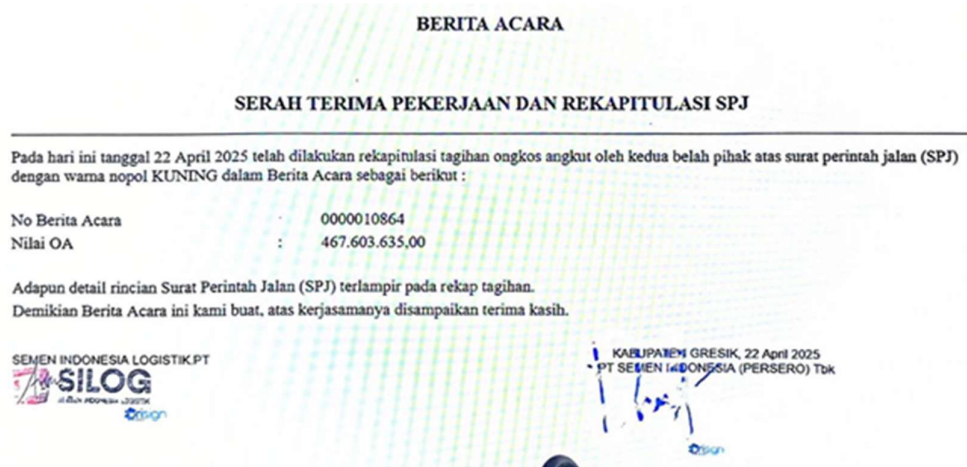 BERITA ACARA
SERAH TERIMA PEKERJAAN DAN REKAPITULASI SPJ
Pada hari ini tanggal 22 April 2025 telah dilakukan rekapitulasi tagihan ongkos angkut oleh kedua belah pihak atas surat perintah jalan (SPJ)
dengan warna nopol KUNING dalam Berita Acara sebagai berikut :
No Berita Acara : 0000010864
Nilai OA : 467.603.635,00
Adapun detail rincian Surat Perintah Jalan (SPJ) terlampir pada rekap tagihan.
Demikian Berita Acara ini kami buat, atas kerjasamanya disampaikan terima kasih.
SEMEN INDONESIA LOGISTIK.PT
KABUPATEN GRESIK, 22 April 2025
PT SEMEN INDONESIA (PERSERO) Tbk
SILOG
SEMEN INDONESIA LOGISTIK